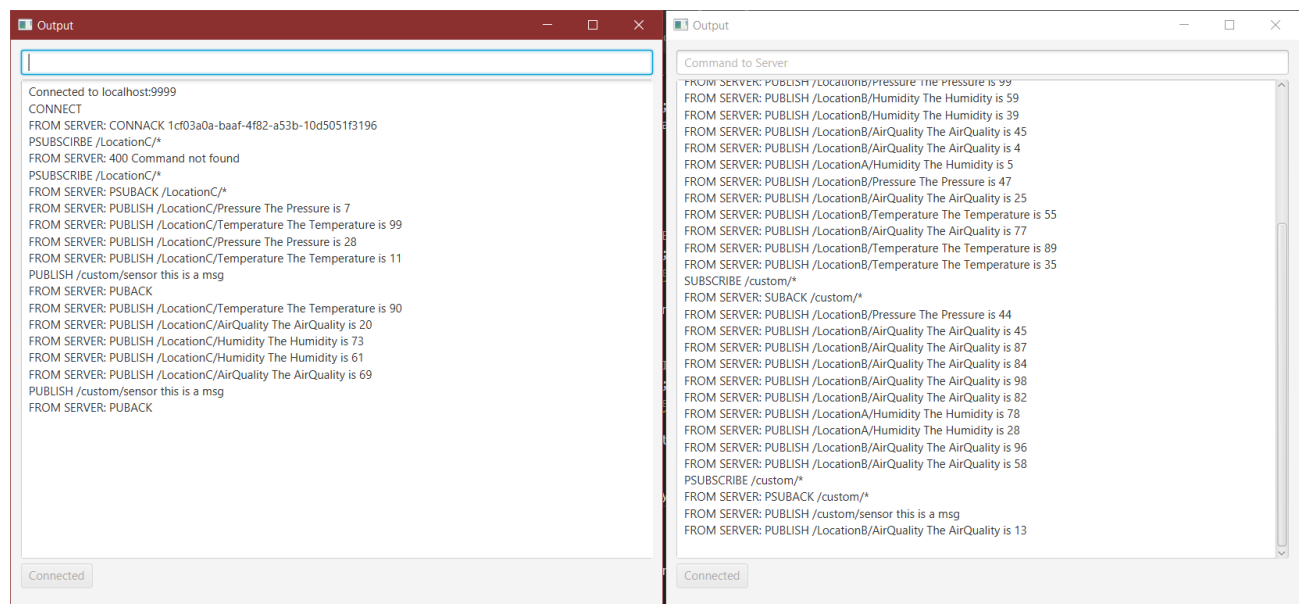 Output
Connected to localhost:9999
CONNECT
FROM SERVER: CONNACK 1cf03a0a-baaf-4f82-a53b-10d5051f3196
PSUBSCIRBE /LocationC/*
FROM SERVER: 400 Command not found
PSUBSCRIBE /LocationC/*
FROM SERVER: PSUBACK /LocationC/*
FROM SERVER: PUBLISH /LocationC/Pressure The Pressure is 7
FROM SERVER: PUBLISH /LocationC/Temperature The Temperature is 99
FROM SERVER: PUBLISH /LocationC/Pressure The Pressure is 28
FROM SERVER: PUBLISH /LocationC/Temperature The Temperature is 11
PUBLISH /custom/sensor this is a msg
FROM SERVER: PUBACK
FROM SERVER: PUBLISH /LocationC/Temperature The Temperature is 90
FROM SERVER: PUBLISH /LocationC/AirQuality The AirQuality is 20
FROM SERVER: PUBLISH /LocationC/Humidity The Humidity is 73
FROM SERVER: PUBLISH /LocationC/Humidity The Humidity is 61
FROM SERVER: PUBLISH /LocationC/AirQuality The AirQuality is 69
PUBLISH /custom/sensor this is a msg
FROM SERVER: PUBACK
Connected
Output
Command to Server
FROM SERVER: PUBLISH /LocationB/Pressure The Pressure is 99
FROM SERVER: PUBLISH /LocationB/Humidity The Humidity is 59
FROM SERVER: PUBLISH /LocationB/Humidity The Humidity is 39
FROM SERVER: PUBLISH /LocationB/AirQuality The AirQuality is 45
FROM SERVER: PUBLISH /LocationB/AirQuality The AirQuality is 4
FROM SERVER: PUBLISH /LocationA/Humidity The Humidity is 5
FROM SERVER: PUBLISH /LocationB/Pressure The Pressure is 47
FROM SERVER: PUBLISH /LocationB/AirQuality The AirQuality is 25
FROM SERVER: PUBLISH /LocationB/Temperature The Temperature is 55
FROM SERVER: PUBLISH /LocationB/AirQuality The AirQuality is 77
FROM SERVER: PUBLISH /LocationB/Temperature The Temperature is 89
FROM SERVER: PUBLISH /LocationB/Temperature The Temperature is 35
SUBSCRIBE /custom/*
FROM SERVER: SUBACK /custom/*
FROM SERVER: PUBLISH /LocationB/Pressure The Pressure is 44
FROM SERVER: PUBLISH /LocationB/AirQuality The AirQuality is 45
FROM SERVER: PUBLISH /LocationB/AirQuality The AirQuality is 87
FROM SERVER: PUBLISH /LocationB/AirQuality The AirQuality is 84
FROM SERVER: PUBLISH /LocationB/AirQuality The AirQuality is 98
FROM SERVER: PUBLISH /LocationB/AirQuality The AirQuality is 82
FROM SERVER: PUBLISH /LocationA/Humidity The Humidity is 78
FROM SERVER: PUBLISH /LocationA/Humidity The Humidity is 28
FROM SERVER: PUBLISH /LocationB/AirQuality The AirQuality is 96
FROM SERVER: PUBLISH /LocationB/AirQuality The AirQuality is 58
PSUBSCRIBE /custom/*
FROM SERVER: PSUBACK /custom/*
FROM SERVER: PUBLISH /custom/sensor this is a msg
FROM SERVER: PUBLISH /LocationB/AirQuality The AirQuality is 13
Connected